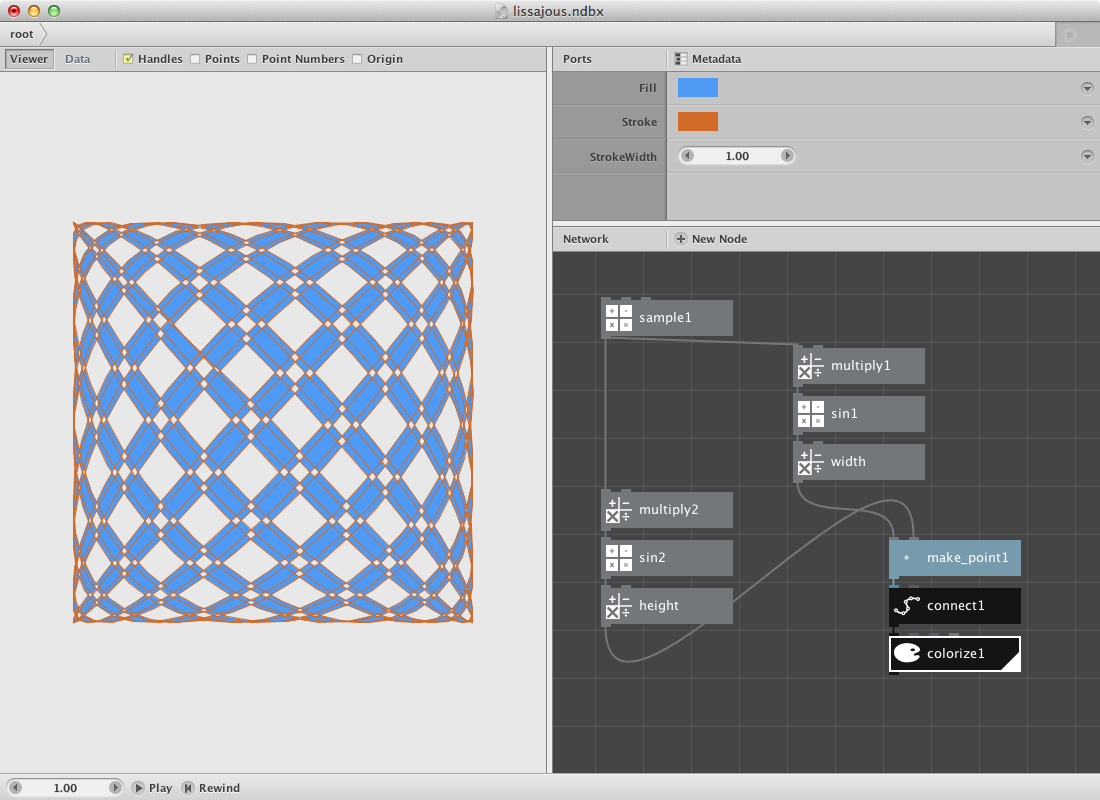 lissajous.ndbx
root
Viewer Data Handles Points Point Numbers Origin
Ports Metadata
Fill
Stroke
StrokeWidth 1.00
Network New Node
sample1
multiply1
sin1
width
multiply2
sin2
make_point1
height
connect1
colorize1
1.00 Play Rewind